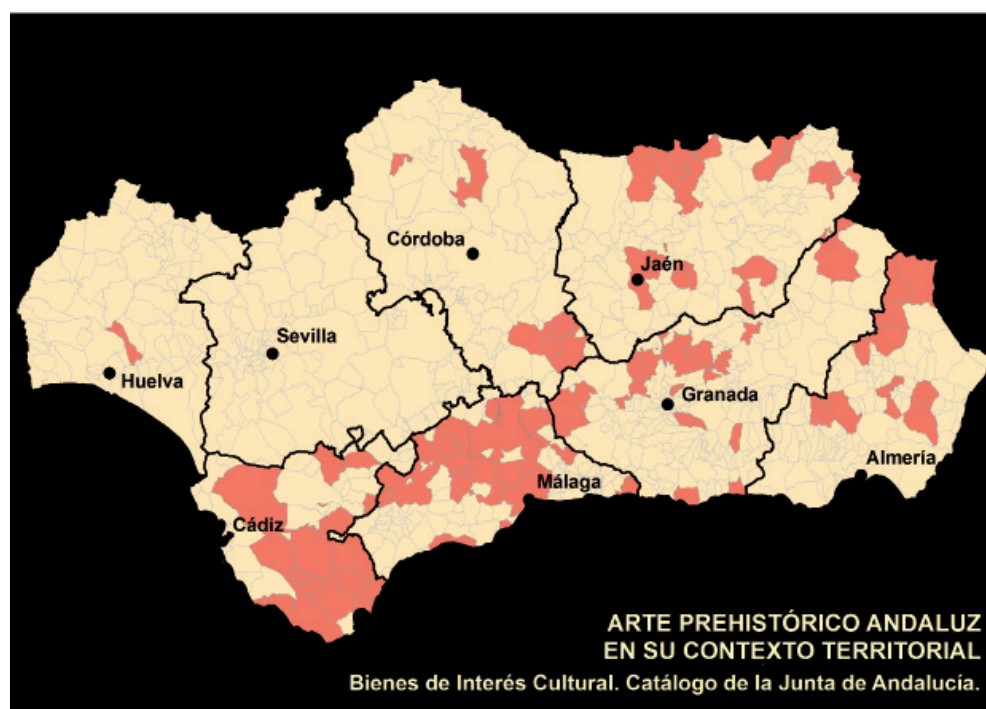 Córdoba
Jaén
Sevilla
Huelva
Granada
Almería
Málaga
Cádiz
ARTE PREHISTÓRICO ANDALUZ
EN SU CONTEXTO TERRITORIAL
Bienes de Interés Cultural. Catálogo de la Junta de Andalucía.